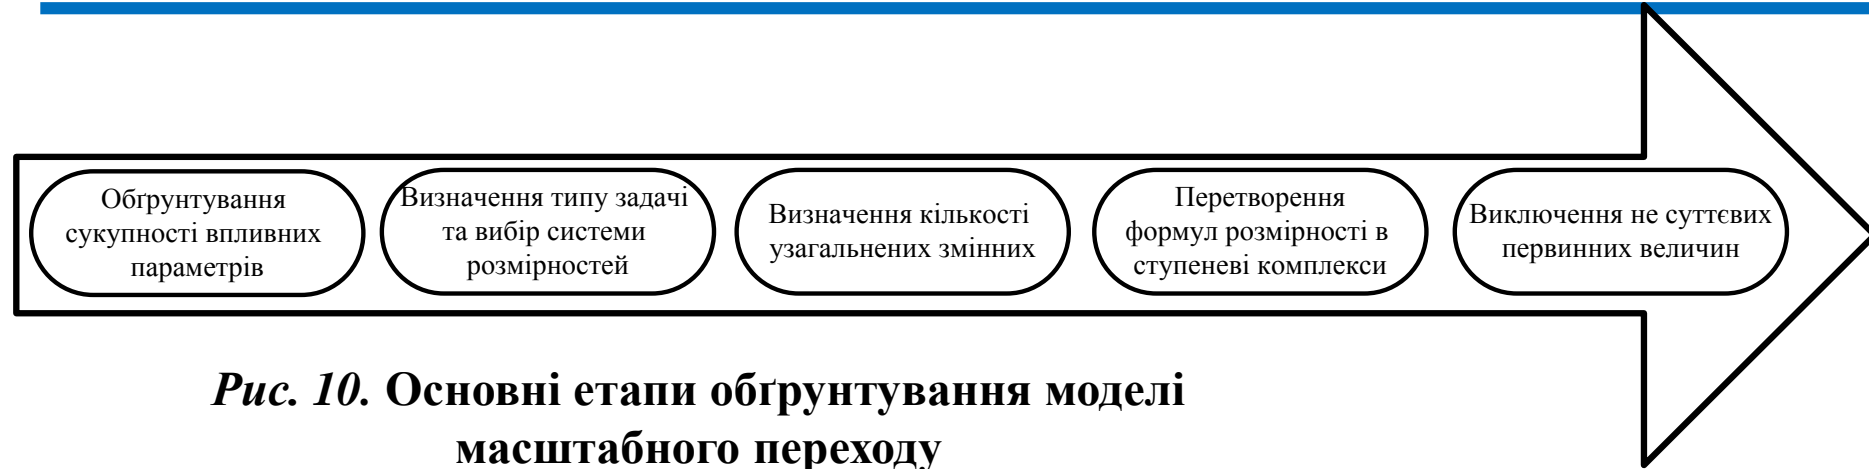 Обґрунтування
сукупності впливних
параметрів
Визначення типу задачі
та вибір системи
розмірностей
Визначення кількості
узагальнених змінних
Перетворення
формул розмірності в
ступеневі комплекси
Виключення не суттєвих
первинних величин
Рис. 10. Основні етапи обґрунтування моделі
масштабного переходу